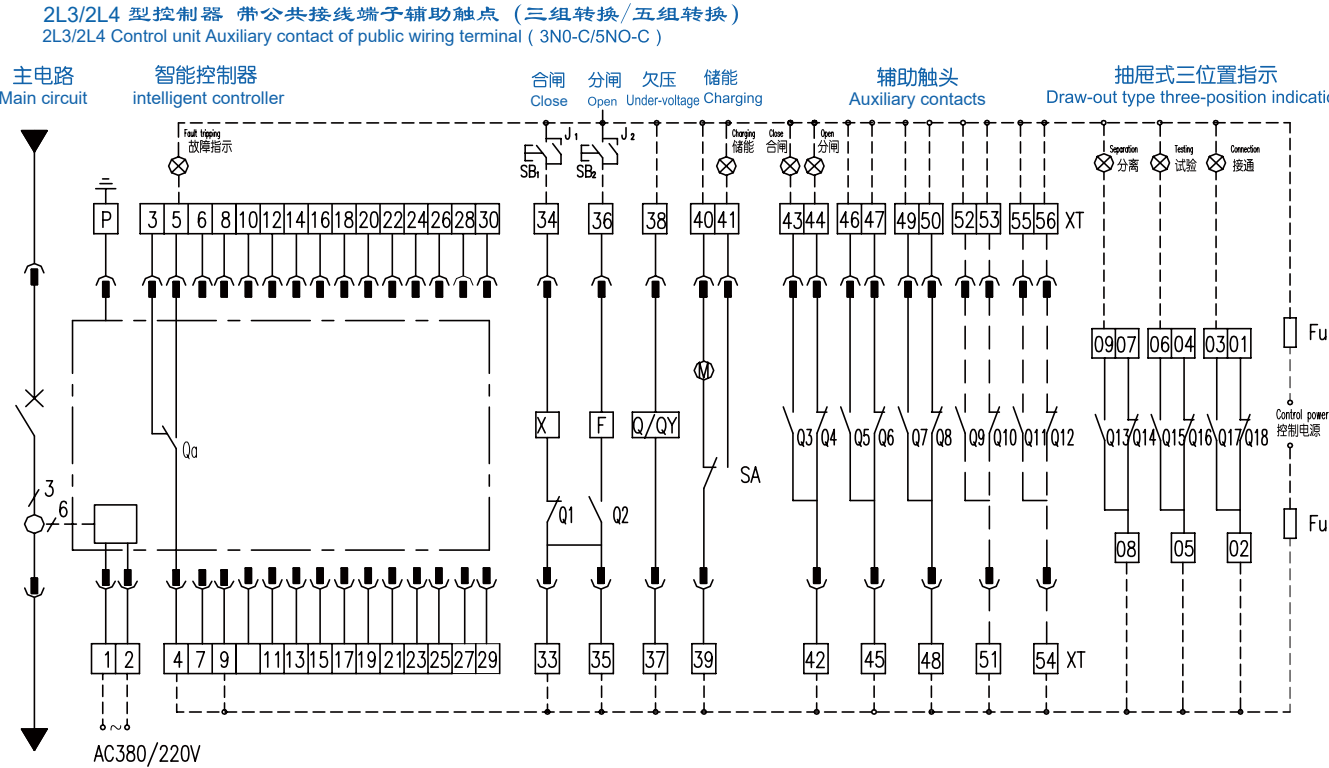 2L3/2L4 型控制器 带公共接线端子辅助触点（三组转换/五组转换）
2L3/2L4 Control unit Auxiliary contact of public wiring terminal ( 3N0-C/5NO-C )
主电路 智能控制器 合闸 分闸 欠压 储能 辅助触头 抽屉式三位置指示
Main circuit intelligent controller Close Open Under-voltage Charging Auxiliary contacts Draw-out type three-position indicatio
Fault tripping J1 J2 Charging Close Open Separation Testing Connection
故障指示 储能 合闸 分闸 分离 试验 接通
SB1 SB2
P 3 5 6 8 10 12 14 16 18 20 22 24 26 28 30 34 36 38 40 41 43 44 46 47 49 50 52 53 55 56 XT
Fu
09 07 06 04 03 01
M
Control power
控制电源
X F Q/QY
Qa Q3 Q4 Q5 Q6 Q7 Q8 Q9 Q10 Q11 Q12 Q13 Q14 Q15 Q16 Q17 Q18
SA
3
6
Q1 Q2
Fu
08 05 02
1 2 4 7 9 11 13 15 17 19 21 23 25 27 29 33 35 37 39 42 45 48 51 54 XT
~
AC380/220V